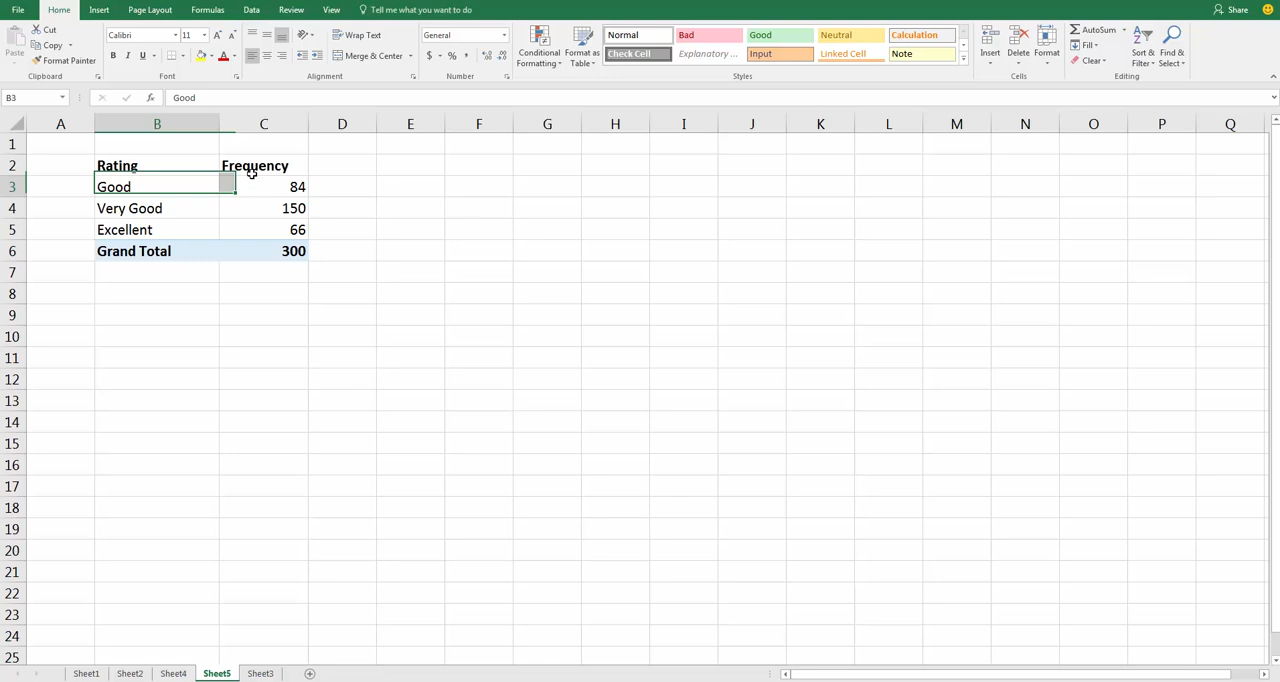 File Home Insert Page Layout Formulas Data Review View Tell me what you want to do Share
Cut
Copy
Format Painter
Paste
Clipboard
Calibri 11
B I U
Font
Wrap Text
Merge & Center
Alignment
General
$
Number
Conditional Formatting
Format as Table
Normal Bad Good Neutral Calculation
Check Cell Explanatory ... Input Linked Cell Note
Styles
Insert Delete Format
Cells
AutoSum
Fill
Clear
Sort & Filter
Find & Select
Editing
B3 fx Good
A B C D E F G H I J K L M N O P Q
1
2 Rating Frequency
3 Good 84
4 Very Good 150
5 Excellent 66
6 Grand Total 300
7
8
9
10
11
12
13
14
15
16
17
18
19
20
21
22
23
24
25
Sheet1 Sheet2 Sheet4 Sheet5 Sheet3